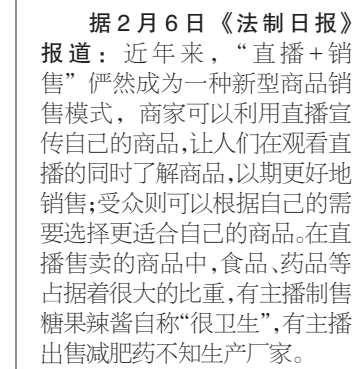 据2月6日《法制日报》
报道：近年来，“直播+销
售”俨然成为一种新型商品销
售模式，商家可以利用直播宣
传自己的商品,让人们在观看直
播的同时了解商品,以期更好地
销售;受众则可以根据自己的需
要选择更适合自己的商品。在直
播售卖的商品中,食品、药品等
占据着很大的比重,有主播制售
糖果辣酱自称“很卫生”,有主播
出售减肥药不知生产厂家。